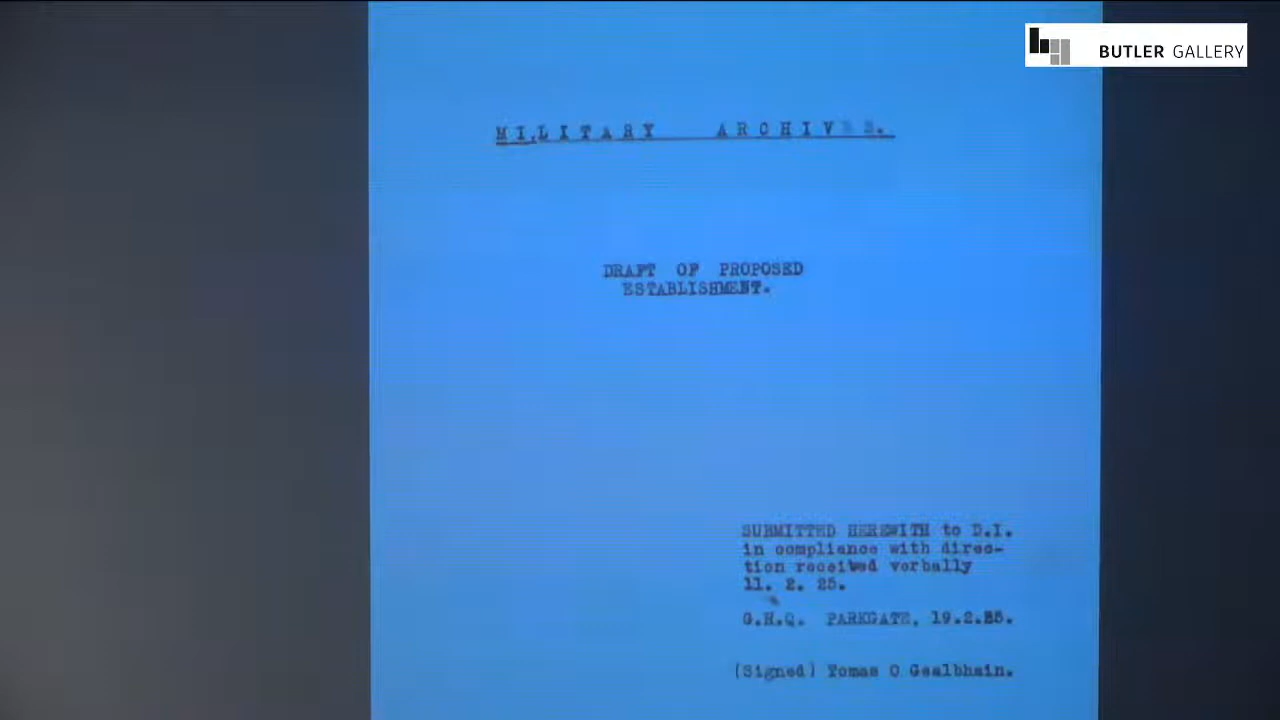 BUTLER GALLERY
MILITARY ARCHIVES.
DRAFT OF PROPOSED
ESTABLISHMENT.
SUBMITTED HEREWITH to D.I.
in compliance with direc-
tion received verbally
11. 2. 25.
G.H.Q. PARKGATE, 19.2.25.
(Signed) Tomas O Gealbhain.